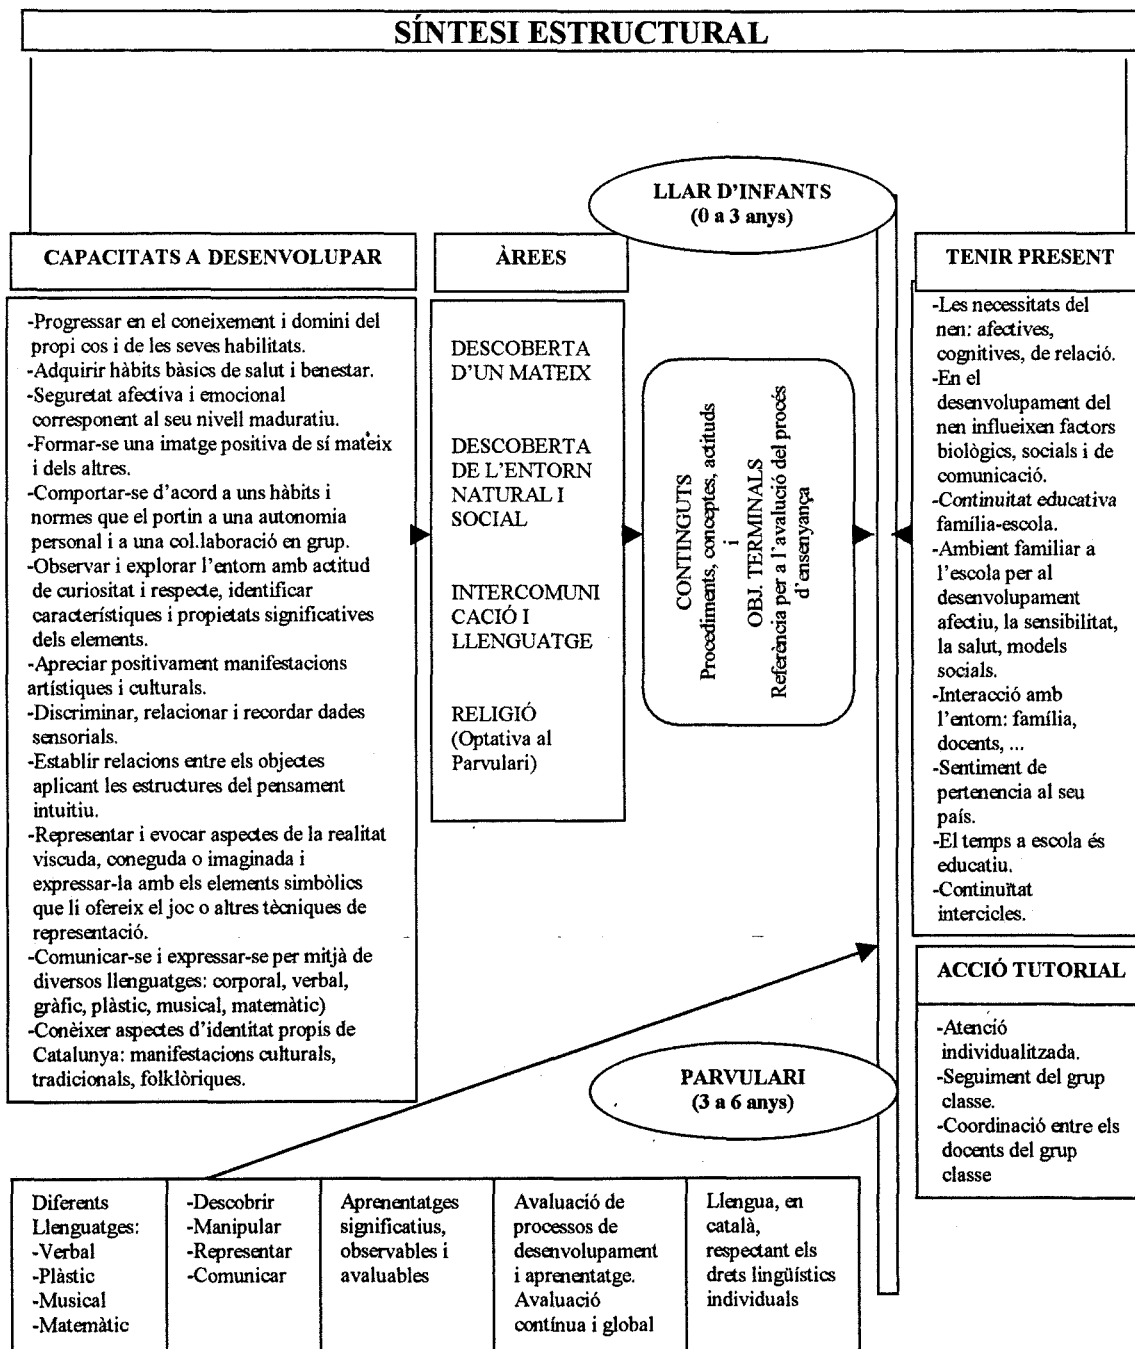 SÍNTESI ESTRUCTURAL
LLAR D'INFANTS
(0 a 3 anys)
CAPACITATS A DESENVOLUPAR
-Progressar en el coneixement i domini del
propi cos i de les seves habilitats.
-Adquirir hàbits bàsics de salut i benestar.
-Seguretat afectiva i emocional
corresponent al seu nivell maduratiu.
-Formar-se una imatge positiva de sí mateix
i dels altres.
-Comportar-se d'acord a uns hàbits i
normes que el portin a una autonomia
personal i a una col.laboració en grup.
-Observar i explorar l'entorn amb actitud
de curiositat i respecte, identificar
característiques i propietats significatives
dels elements.
-Apreciar positivament manifestacions
artístiques i culturals.
-Discriminar, relacionar i recordar dades
sensorials.
-Establir relacions entre els objectes
aplicant les estructures del pensament
intuitiu.
-Representar i evocar aspectes de la realitat
viscuda, coneguda o imaginada i
expressar-la amb els elements simbòlics
que li ofereix el joc o altres tècniques de
representació.
-Comunicar-se i expressar-se per mitjà de
diversos llenguatges: corporal, verbal,
gràfic, plàstic, musical, matemàtic)
-Conèixer aspectes d'identitat propis de
Catalunya: manifestacions culturals,
tradicionals, folklòriques.
ÀREES
DESCOBERTA
D'UN MATEIX
DESCOBERTA
DE L'ENTORN
NATURAL I
SOCIAL
INTERCOMUNI
CACIÓ I
LLENGUATGE
RELIGIÓ
(Optativa al
Parvulari)
CONTINGUTS
Procediments, conceptes, actituds
i
OBJ. TERMINALS
Referència per a l'avalució del procés
d'ensenyança
TENIR PRESENT
-Les necessitats del
nen: afectives,
cognitives, de relació.
-En el
desenvolupament del
nen influeixen factors
biològics, socials i de
comunicació.
-Continuitat educativa
família-escola.
-Ambient familiar a
l'escola per al
desenvolupament
afectiu, la sensibilitat,
la salut, models
socials.
-Interacció amb
l'entorn: família,
docents, ...
-Sentiment de
pertenencia al seu
país.
-El temps a escola és
educatiu.
-Continuïtat
intercicles.
ACCIÓ TUTORIAL
-Atenció
individualitzada.
-Seguiment del grup
classe.
-Coordinació entre els
docents del grup
classe
PARVULARI
(3 a 6 anys)
Diferents
Llenguatges:
-Verbal
-Plàstic
-Musical
-Matemàtic
-Descobrir
-Manipular
-Representar
-Comunicar
Aprenentatges
significatius,
observables i
avaluables
Avaluació de
processos de
desenvolupament
i aprenentatge.
Avaluació
contínua i global
Llengua, en
català,
respectant els
drets lingüístics
individuals